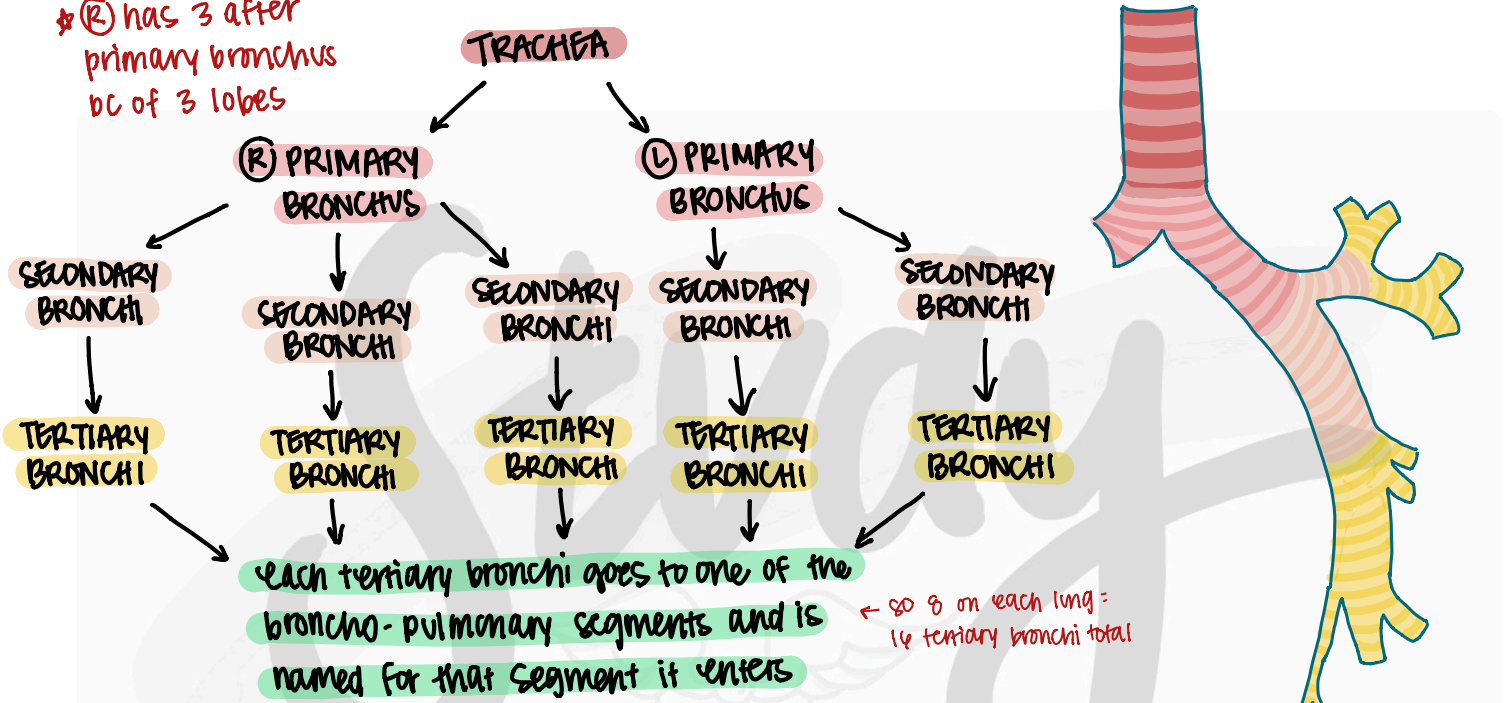 ☆ Ⓡ has 3 after
primary bronchus
bc of 3 lobes
TRACHEA
Ⓡ PRIMARY
BRONCHUS
Ⓛ PRIMARY
BRONCHUS
SECONDARY
BRONCHI
SECONDARY
BRONCHI
SECONDARY
BRONCHI
SECONDARY
BRONCHI
SECONDARY
BRONCHI
TERTIARY
BRONCHI
TERTIARY
BRONCHI
TERTIARY
BRONCHI
TERTIARY
BRONCHI
TERTIARY
BRONCHI
each tertiary bronchi goes to one of the
broncho-pulmonary segments and is
named for that segment it enters
← so 8 on each lung =
16 tertiary bronchi total